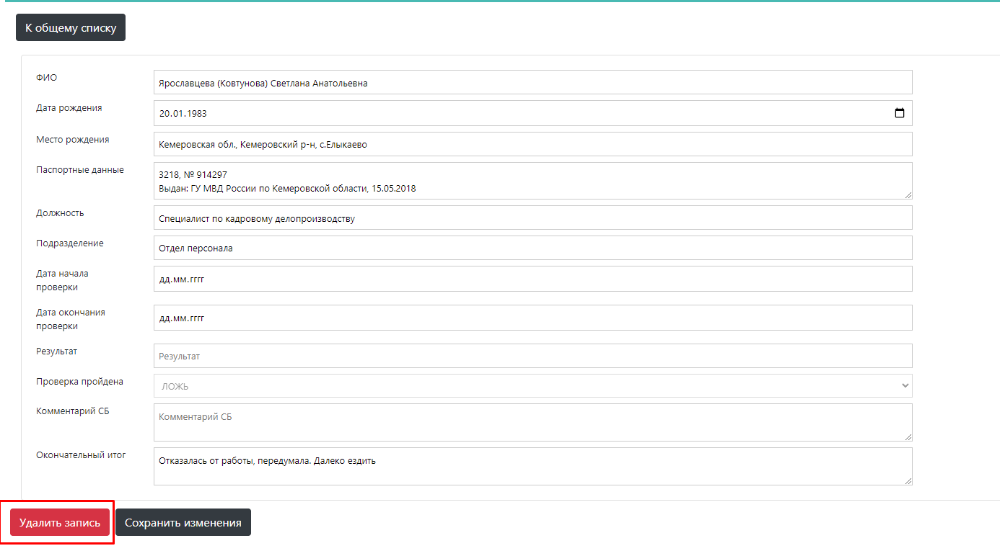 К общему списку
ФИО
Ярославцева (Ковтунова) Светлана Анатольевна
Дата рождения
20.01.1983
Место рождения
Кемеровская обл., Кемеровский р-н, с.Елыкаево
Паспортные данные
3218, № 914297
Выдан: ГУ МВД России по Кемеровской области, 15.05.2018
Должность
Специалист по кадровому делопроизводству
Подразделение
Отдел персонала
Дата начала
проверки
дд.мм.гггг
Дата окончания
проверки
дд.мм.гггг
Результат
Результат
Проверка пройдена
ЛОЖЬ
Комментарий СБ
Комментарий СБ
Окончательный итог
Отказалась от работы, передумала. Далеко ездить
Удалить запись
Сохранить изменения